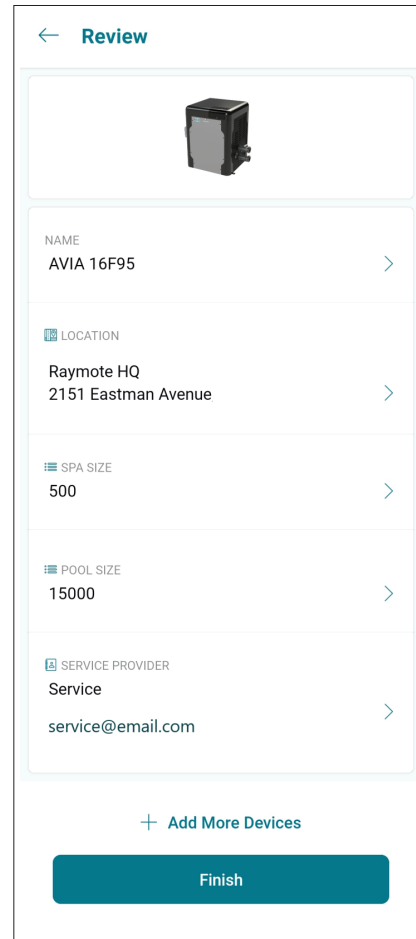 Review
NAME
AVIA 16F95
LOCATION
Raymote HQ
2151 Eastman Avenue
SPA SIZE
500
POOL SIZE
15000
SERVICE PROVIDER
Service
service@email.com
Add More Devices
Finish